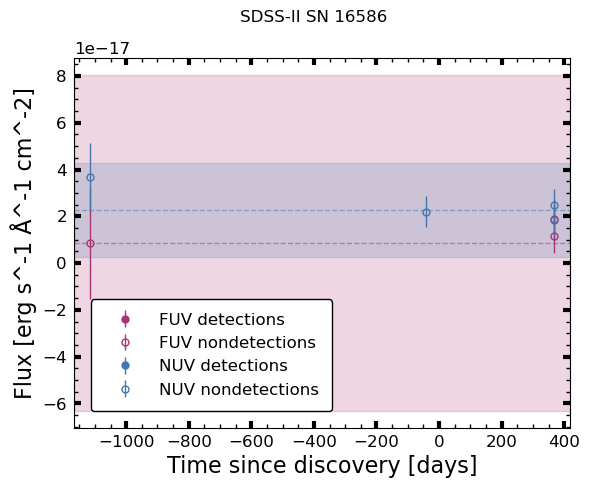 SDSS-II SN 16586
1e−17
8
6
4
2
0
−2
−4
−6
Flux [erg s^-1 Å^-1 cm^-2]
FUV detections
FUV nondetections
NUV detections
NUV nondetections
−1000 −800 −600 −400 −200 0 200 400
Time since discovery [days]